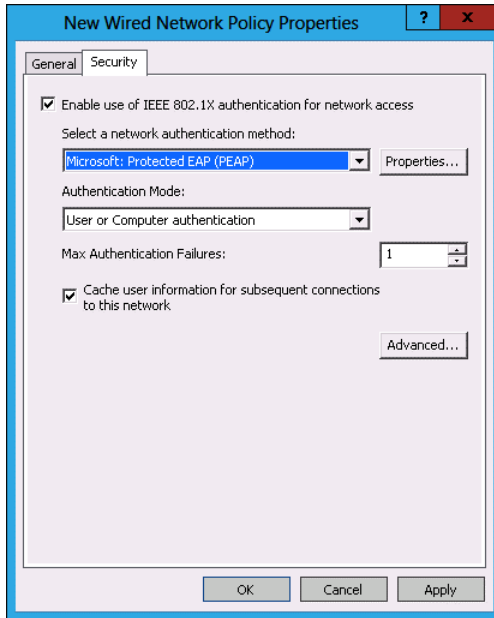 New Wired Network Policy Properties
? x
General Security
Enable use of IEEE 802.1X authentication for network access
Select a network authentication method:
Microsoft: Protected EAP (PEAP) Properties...
Authentication Mode:
User or Computer authentication
Max Authentication Failures: 1
Cache user information for subsequent connections
to this network
Advanced...
OK Cancel Apply